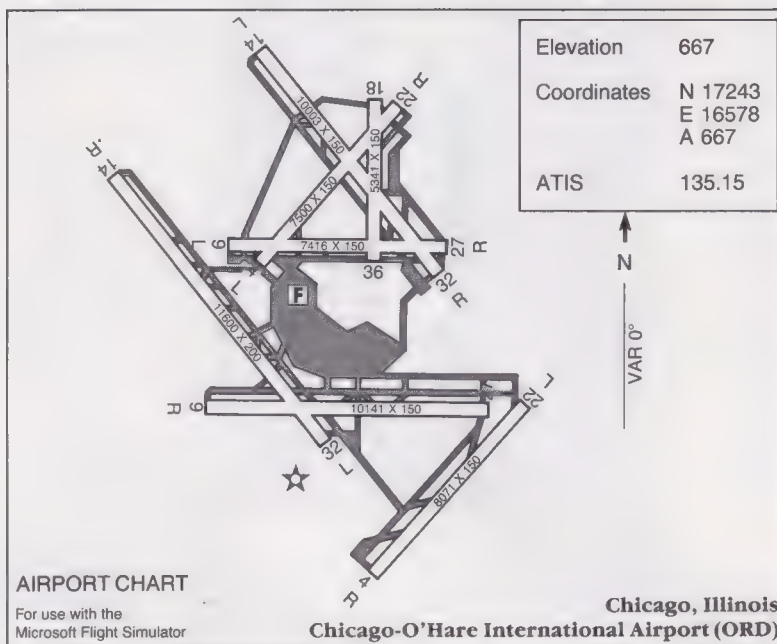 Elevation 667
Coordinates N 17243
E 16578
A 667
ATIS 135.15
N
VAR 0°
14 L
18
22 R
10003 X 150
5341 X 150
7500 X 150
14 R
9 L
7416 X 150
27 R
36
4 L
32 R
F
11600 X 200
9 R
10141 X 150
22 L
32 L
8071 X 150
4 R
AIRPORT CHART
For use with the
Microsoft Flight Simulator
Chicago, Illinois
Chicago-O'Hare International Airport (ORD)